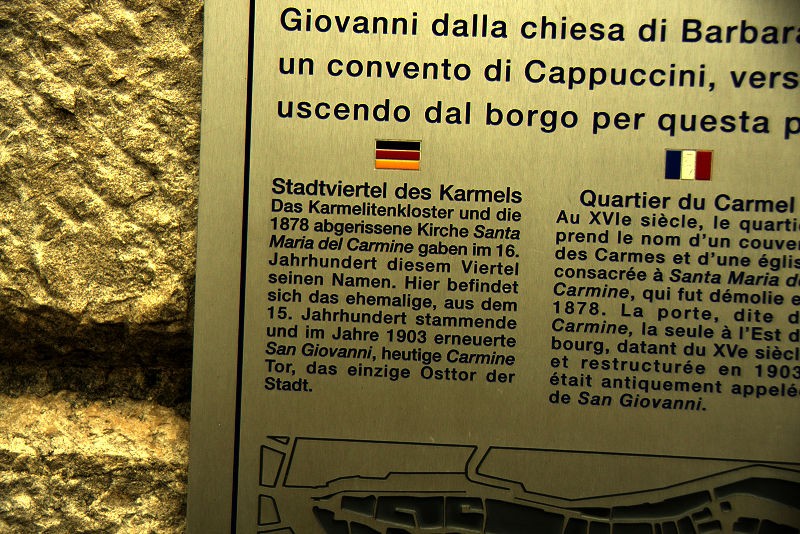 Giovanni dalla chiesa di Barbara
un convento di Cappuccini, vers
uscendo dal borgo per questa p
Stadtviertel des Karmels
Das Karmelitenkloster und die
1878 abgerissene Kirche Santa
Maria del Carmine gaben im 16.
Jahrhundert diesem Viertel
seinen Namen. Hier befindet
sich das ehemalige, aus dem
15. Jahrhundert stammende
und im Jahre 1903 erneuerte
San Giovanni, heutige Carmine
Tor, das einzige Osttor der
Stadt.
Quartier du Carmel
Au XVIe siècle, le quartie
prend le nom d'un couven
des Carmes et d'une églis
consacrée à Santa Maria de
Carmine, qui fut démolie e
1878. La porte, dite d
Carmine, la seule à l'Est d
bourg, datant du XVe siècl
et restructurée en 1903
était antiquement appelé
de San Giovanni.